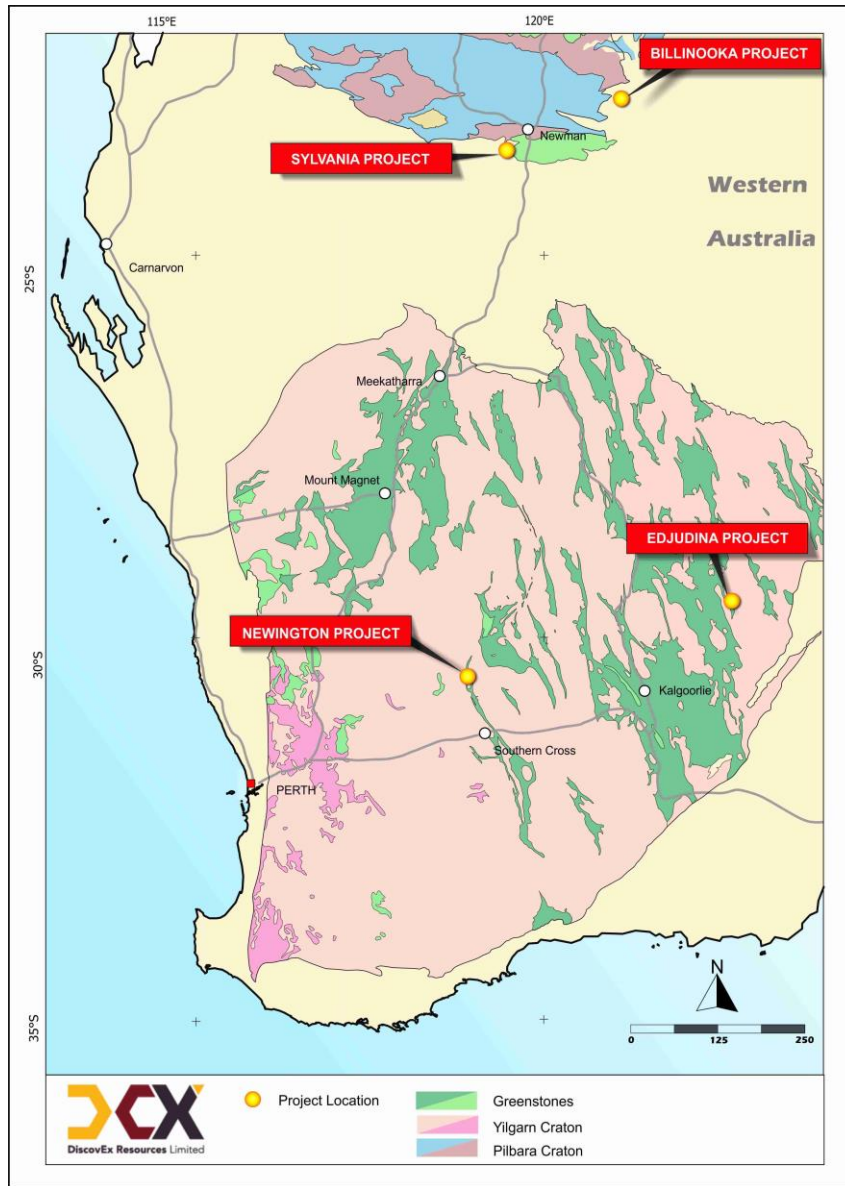 115°E
120°E
BILLINOOKA PROJECT
Newman
SYLVANIA PROJECT
Western
Australia
25°S
Carnarvon
Meekatharra
Mount Magnet
EDJUDINA PROJECT
NEWINGTON PROJECT
30°S
Kalgoorlie
Southern Cross
PERTH
N
35°S
0 125 250
DCX
DiscovEx Resources Limited
Project Location
Greenstones
Yilgarn Craton
Pilbara Craton